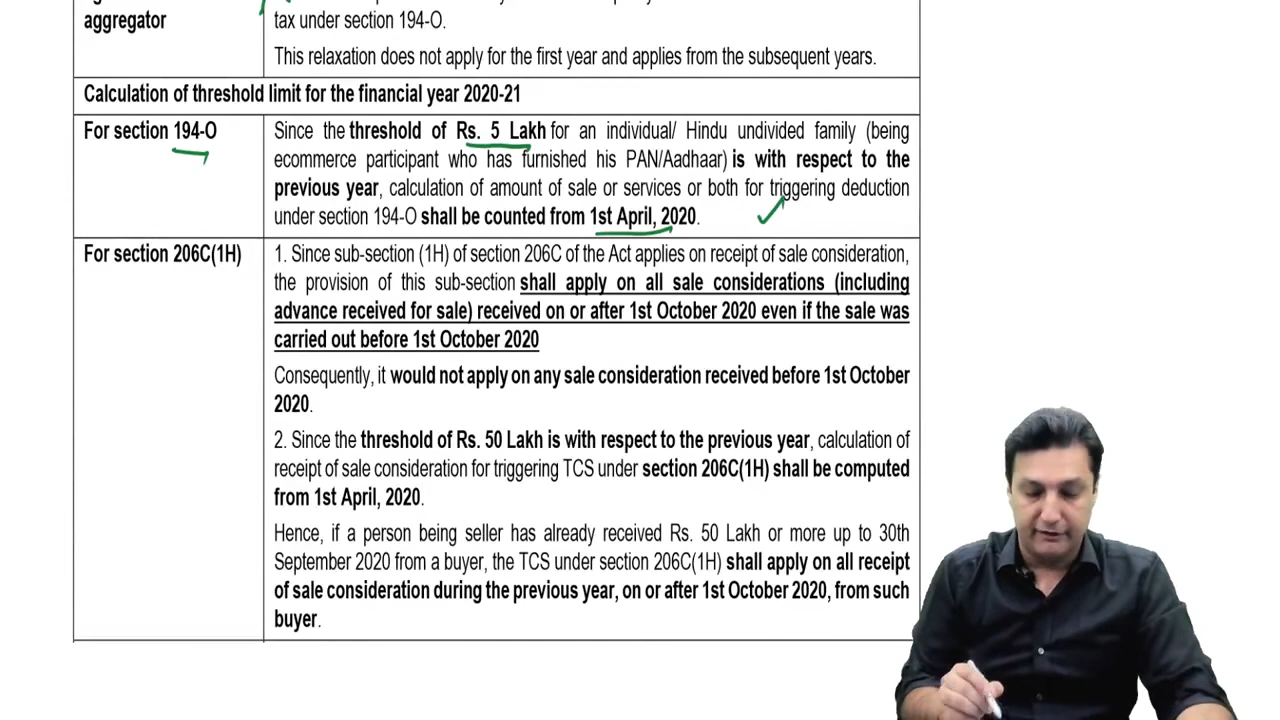 aggregator
tax under section 194-O.
This relaxation does not apply for the first year and applies from the subsequent years.
Calculation of threshold limit for the financial year 2020-21
For section 194-O
Since the threshold of Rs. 5 Lakh for an individual/ Hindu undivided family (being
ecommerce participant who has furnished his PAN/Aadhaar) is with respect to the
previous year, calculation of amount of sale or services or both for triggering deduction
under section 194-O shall be counted from 1st April, 2020.
For section 206C(1H)
1. Since sub-section (1H) of section 206C of the Act applies on receipt of sale consideration,
the provision of this sub-section shall apply on all sale considerations (including
advance received for sale) received on or after 1st October 2020 even if the sale was
carried out before 1st October 2020
Consequently, it would not apply on any sale consideration received before 1st October
2020.
2. Since the threshold of Rs. 50 Lakh is with respect to the previous year, calculation of
receipt of sale consideration for triggering TCS under section 206C(1H) shall be computed
from 1st April, 2020.
Hence, if a person being seller has already received Rs. 50 Lakh or more up to 30th
September 2020 from a buyer, the TCS under section 206C(1H) shall apply on all receipt
of sale consideration during the previous year, on or after 1st October 2020, from such
buyer.